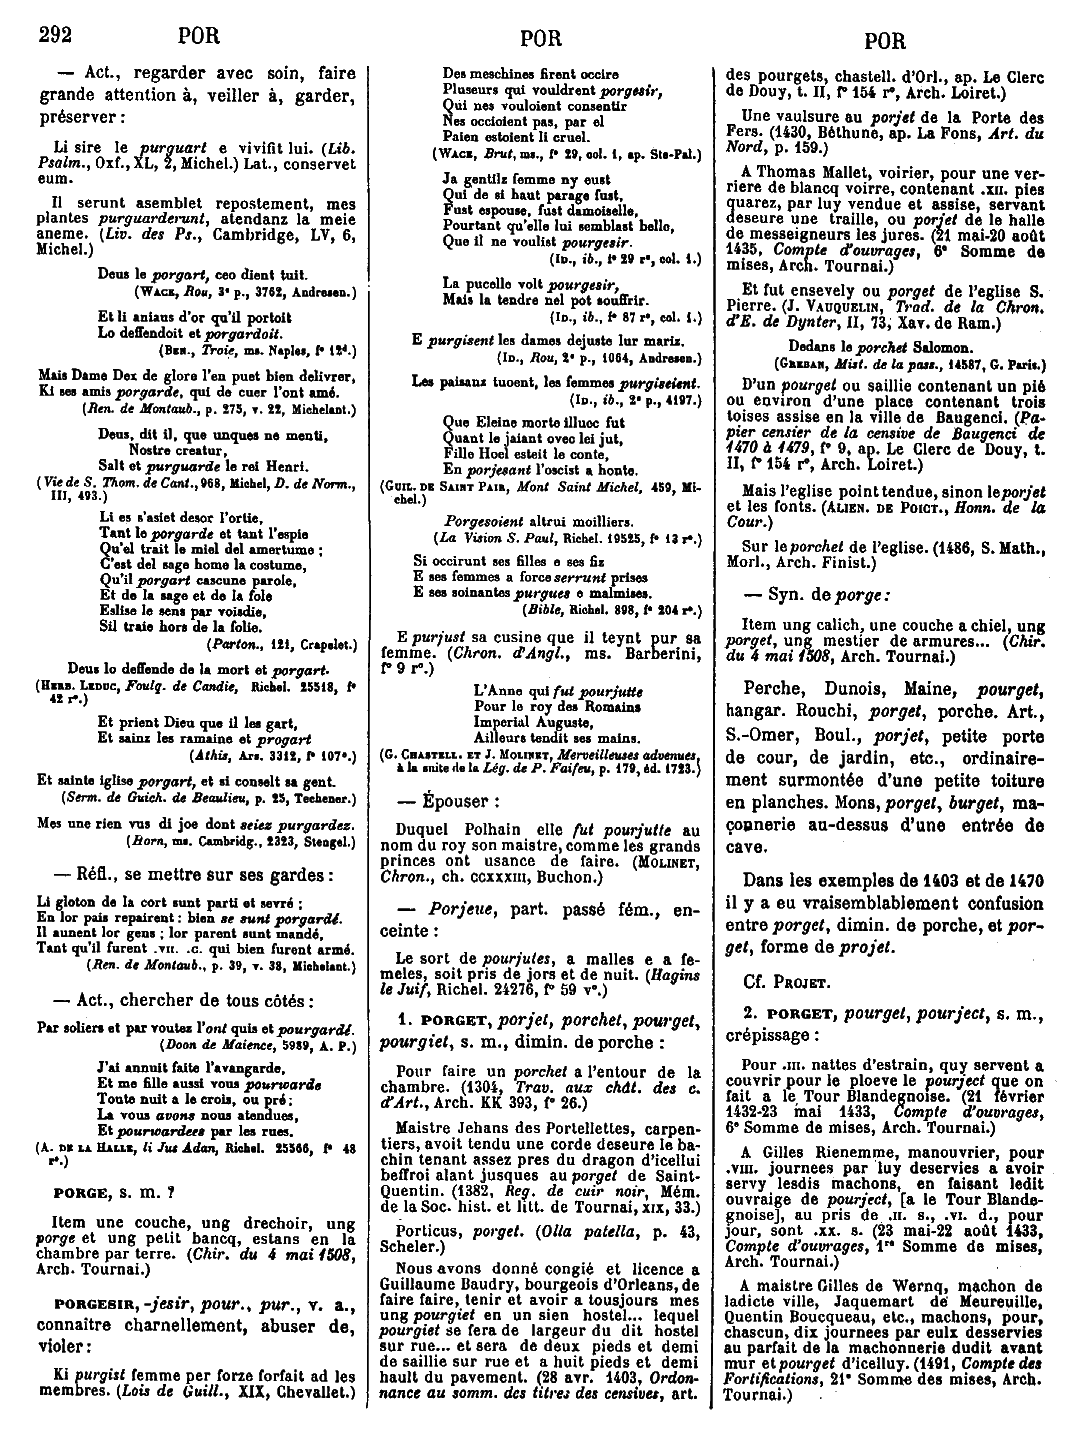 292 POR POR POR
— Act., regarder avec soin, faire
grande attention à, veiller à, garder,
préserver :
Li sire le purguart e vivifit lui. (Lib.
Psalm., Oxf., XL, 2, Michel.) Lat., conservet
eum.
Il serunt asemblet repostement, mes
plantes purguarderunt, atendanz la meie
aneme. (Liv. des Ps., Cambridge, LV, 6,
Michel.)
Deus le porgart, ceo dient tuit.
(WACE, Rou, 3e p., 3762, Andresen.)
Et li aniaus d'or qu'il portoit
Lo deffendoit et porgardoit.
(BEN., Troie, ms. Naples, fo 12d.)
Mais Dame Dex de glore l'en puet bien delivrer,
Ki ses amis porgarde, qui de cuer l'ont amé.
(Ren. de Montaub., p. 275, v. 22, Michelant.)
Deus, dit il, que unques ne menti,
Nostre creatur,
Salt et purguarde le rei Henri.
(Vie de S. Thom. de Cant., 968, Michel, D. de Norm.,
III, 493.)
Li es s'asiet desor l'ortie,
Tant le porgarde et tant l'espie
Qu'el trait le miel del amertume ;
C'est del sage home la costume,
Qu'il porgart cascune parole,
Et de la sage et de la fole
Eslise le sens par voisdie,
Sil traie hors de la folie.
(Parton., 121, Crapelet.)
Deus lo deffende de la mort et porgart.
(HERB. LEDUC, Foulq. de Candie, Richel. 25518, fo
42 ro.)
Et prient Dieu que il les gart,
Et sainz les ramaine et progart
(Athis, Ars. 3312, fo 107c.)
Et sainte iglise porgart, et si conselt sa gent.
(Serm. de Guich. de Beaulieu, p. 25, Techener.)
Mes une rien vus di joe dont seiez purgardez.
(Horn, ms. Cambridg., 2323, Stengel.)
— Réfl., se mettre sur ses gardes :
Li gloton de la cort sunt parti et sevré ;
En lor païs repairent : bien se sunt porgardé.
Il aunent lor gens ; lor parent sunt mandé,
Tant qu'il furent .VII. .C. qui bien furent armé.
(Ren. de Montaub., p. 39, v. 38, Michelant.)
— Act., chercher de tous côtés :
Par soliers et par voutez l'ont quis et pourgardé.
(Doon de Maience, 5989, A. P.)
J'ai annuit faite l'avangarde,
Et me fille aussi vous pourwarde
Toute nuit a le crois, ou pré ;
La vous avons nous atendues,
Et pourwardees par les rues.
(A. DE LA HALLE, li Jus Adan, Richel. 25566, fo 48
ro.)
PORGE, s. m. ?
Item une couche, ung drechoir, ung
porge et ung petit bancq, estans en la
chambre par terre. (Chir. du 4 mai 1508,
Arch. Tournai.)
PORGESIR, -jesir, pour., pur., v. a.,
connaître charnellement, abuser de,
violer :
Ki purgist femme per forze forfait ad les
membres. (Lois de Guill., XIX, Chevallet.)
Des meschines firent occire
Pluseurs qui vouldrent porgesir,
Qui nes vouloient consentir
Nes occioient pas, par el
Paien estoient li cruel.
(WACE, Brut, ms., fo 29, col. 1, ap. Ste-Pal.)
Ja gentilz femme ny eust
Qui de si haut parage fust,
Fust espouse, fust damoiselle,
Pourtant qu'elle lui semblast belle,
Que il ne voulist pourgesir.
(ID., ib., fo 29 ro, col. 1.)
La pucelle volt pourgesir,
Mais la tendre nel pot souffrir.
(ID., ib., fo 87 ro, col. 1.)
E purgisent les dames dejuste lur mariz.
(ID., Rou, 2e p., 1064, Andresen.)
Les paisanz tuoent, les femmes purgiseient.
(ID., ib., 2e p., 4197.)
Que Eleine morte illuoc fut
Quant le jaiant ovec lei jut,
Fille Hoel esteit le conte,
En porjesant l'oscist a honte.
(GUIL. DE SAINT PAIR, Mont Saint Michel, 459, Mi-
chel.)
Porgesoient altrui moilliers.
(La Vision S. Paul, Richel. 19525, fo 13 ro.)
Si occirunt ses filles e ses fiz
E ses femmes a force serrunt prises
E ses soinantes purgues e malmises.
(Bible, Richel. 898, fo 204 ro.)
E purjust sa cusine que il teynt pur sa
femme. (Chron. d'Angl., ms. Barberini,
fo 9 ro.)
L'Anne qui fut pourjutte
Pour le roy des Romains
Imperial Auguste,
Ailleurs tendit ses mains.
(G. CHASTELL. ET J. MOLINET, Merveilleuses advenues,
à la suite de la Lég. de P. Faifeu, p. 179, éd. 1723.)
— Épouser :
Duquel Polhain elle fut pourjutte au
nom du roy son maistre, comme les grands
princes ont usance de faire. (MOLINET,
Chron., ch. CCXXXIII, Buchon.)
— Porjeue, part. passé fém., en-
ceinte :
Le sort de pourjutes, a malles e a fe-
meles, soit pris de jors et de nuit. (Hagins
le Juif, Richel. 24276, fo 59 vo.)
1. PORGET, porjet, porchet, pourget,
pourgiet, s. m., dimin. de porche :
Pour faire un porchet a l'entour de la
chambre. (1304, Trav. aux chât. des c.
d'Art., Arch. KK 393, fo 26.)
Maistre Jehans des Portellettes, carpen-
tiers, avoit tendu une corde deseure le ba-
chin tenant assez pres du dragon d'icellui
beffroi alant jusques au porget de Saint-
Quentin. (1382, Reg. de cuir noir, Mém.
de la Soc. hist. et litt. de Tournai, XIX, 33.)
Porticus, porget. (Olla patella, p. 43,
Scheler.)
Nous avons donné congié et licence a
Guillaume Baudry, bourgeois d'Orleans, de
faire faire, tenir et avoir a tousjours mes
ung pourgiet en un sien hostel... lequel
pourgiet se fera de largeur du dit hostel
sur rue... et sera de deux pieds et demi
de saillie sur rue et a huit pieds et demi
hault du pavement. (28 avr. 1403, Ordon-
nance au somm. des titres des censives, art.
des pourgets, chastell. d'Orl., ap. Le Clerc
de Douy, t. II, fo 154 ro, Arch. Loiret.)
Une vaulsure au porjet de la Porte des
Fers. (1430, Béthune, ap. La Fons, Art. du
Nord, p. 159.)
A Thomas Mallet, voirier, pour une ver-
riere de blancq voirre, contenant .XII. pies
quarez, par luy vendue et assise, servant
deseure une traille, ou porjet de le halle
de messeigneurs les jures. (21 mai-20 août
1435, Compte d'ouvrages, 6e Somme de
mises, Arch. Tournai.)
Et fut ensevely ou porget de l'eglise S.
Pierre. (J. VAUQUELIN, Trad. de la Chron.
d'E. de Dynter, II, 73, Xav. de Ram.)
Dedans le porchet Salomon.
(GREBAN, Mist. de la pass., 14587, G. Paris.)
D'un pourget ou saillie contenant un pié
ou environ d'une place contenant trois
toises assise en la ville de Baugenci. (Pa-
pier censier de la censive de Baugenci de
1470 à 1479, fo 9, ap. Le Clerc de Douy, t.
II, fo 154 ro, Arch. Loiret.)
Mais l'eglise point tendue, sinon le porjet
et les fonts. (ALIEN. DE POICT., Honn. de la
Cour.)
Sur le porchet de l'eglise. (1486, S. Math.,
Morl., Arch. Finist.)
— Syn. de porge :
Item ung calich, une couche a chiel, ung
porget, ung mestier de armures... (Chir.
du 4 mai 1508, Arch. Tournai.)
Perche, Dunois, Maine, pourget,
hangar. Rouchi, porget, porche. Art.,
S.-Omer, Boul., porjet, petite porte
de cour, de jardin, etc., ordinaire-
ment surmontée d'une petite toiture
en planches. Mons, porget, burget, ma-
çonnerie au-dessus d'une entrée de
cave.
Dans les exemples de 1403 et de 1470
il y a eu vraisemblablement confusion
entre porget, dimin. de porche, et por-
get, forme de projet.
Cf. PROJET.
2. PORGET, pourget, pourject, s. m.,
crépissage :
Pour .III. nattes d'estrain, quy servent a
couvrir pour le ploeve le pourject que on
fait a le Tour Blandegnoise. (21 février
1432-23 mai 1433, Compte d'ouvrages,
6e Somme de mises, Arch. Tournai.)
A Gilles Rienemme, manouvrier, pour
.VIII. journees par luy deservies a avoir
servy lesdis machons, en faisant ledit
ouvraige de pourject, [a le Tour Blande-
gnoise], au pris de .II. s., .VI. d., pour
jour, sont .XX. s. (23 mai-22 août 1433,
Compte d'ouvrages, 1re Somme de mises,
Arch. Tournai.)
A maistre Gilles de Wernq, machon de
ladicte ville, Jaquemart de Meureuille,
Quentin Boucqueau, etc., machons, pour,
chascun, dix journees par eulx desservies
au parfait de la machonnerie dudit avant
mur et pourget d'icelluy. (1491, Compte des
Fortifications, 21e Somme des mises, Arch.
Tournai.)